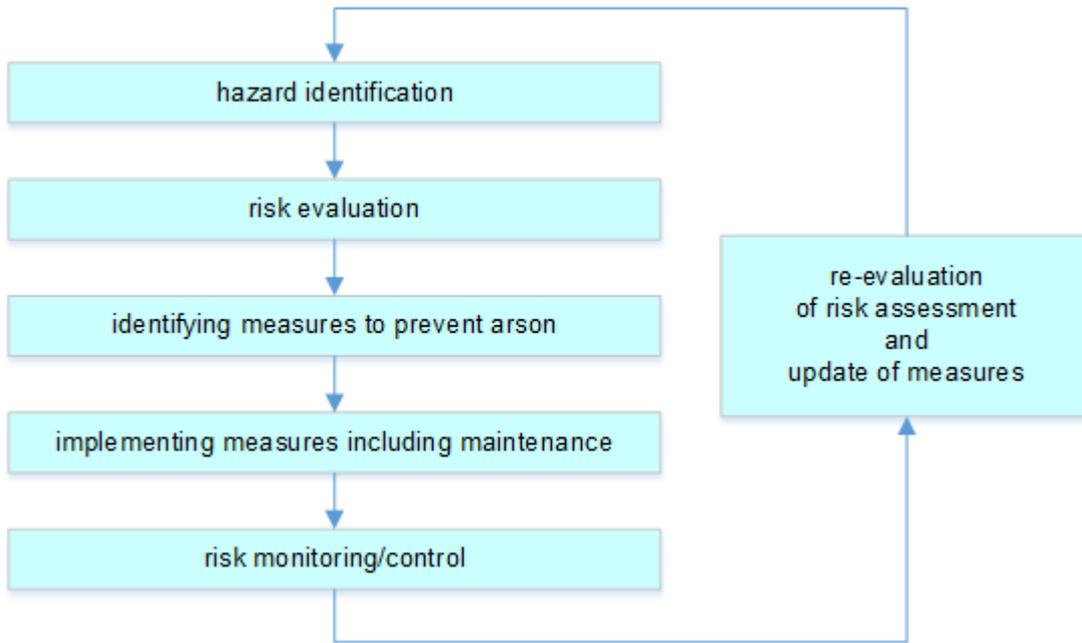 hazard identification
risk evaluation
identifying measures to prevent arson
implementing measures including maintenance
risk monitoring/control
re-evaluation
of risk assessment
and
update of measures